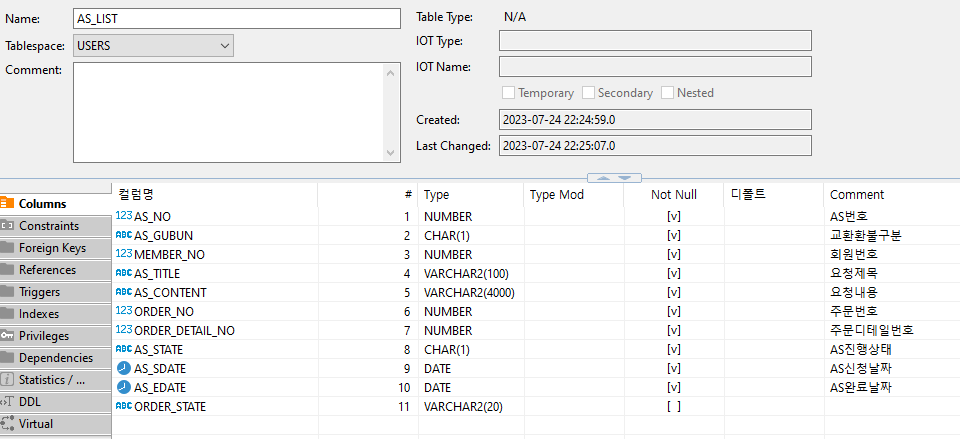 Name: AS_LIST
Tablespace: USERS
Comment:
Table Type: N/A
IOT Type:
IOT Name:
Temporary Secondary Nested
Created: 2023-07-24 22:24:59.0
Last Changed: 2023-07-24 22:25:07.0
Columns
Constraints
Foreign Keys
References
Triggers
Indexes
Privileges
Dependencies
Statistics / ...
DDL
Virtual
컬럼명 # Type Type Mod Not Null 디폴트 Comment
123 AS_NO 1 NUMBER [v] AS번호
ABC AS_GUBUN 2 CHAR(1) [v] 교환환불구분
123 MEMBER_NO 3 NUMBER [v] 회원번호
ABC AS_TITLE 4 VARCHAR2(100) [v] 요청제목
ABC AS_CONTENT 5 VARCHAR2(4000) [v] 요청내용
123 ORDER_NO 6 NUMBER [v] 주문번호
123 ORDER_DETAIL_NO 7 NUMBER [v] 주문디테일번호
ABC AS_STATE 8 CHAR(1) [v] AS진행상태
AS_SDATE 9 DATE [v] AS신청날짜
AS_EDATE 10 DATE [v] AS완료날짜
ABC ORDER_STATE 11 VARCHAR2(20) [ ]